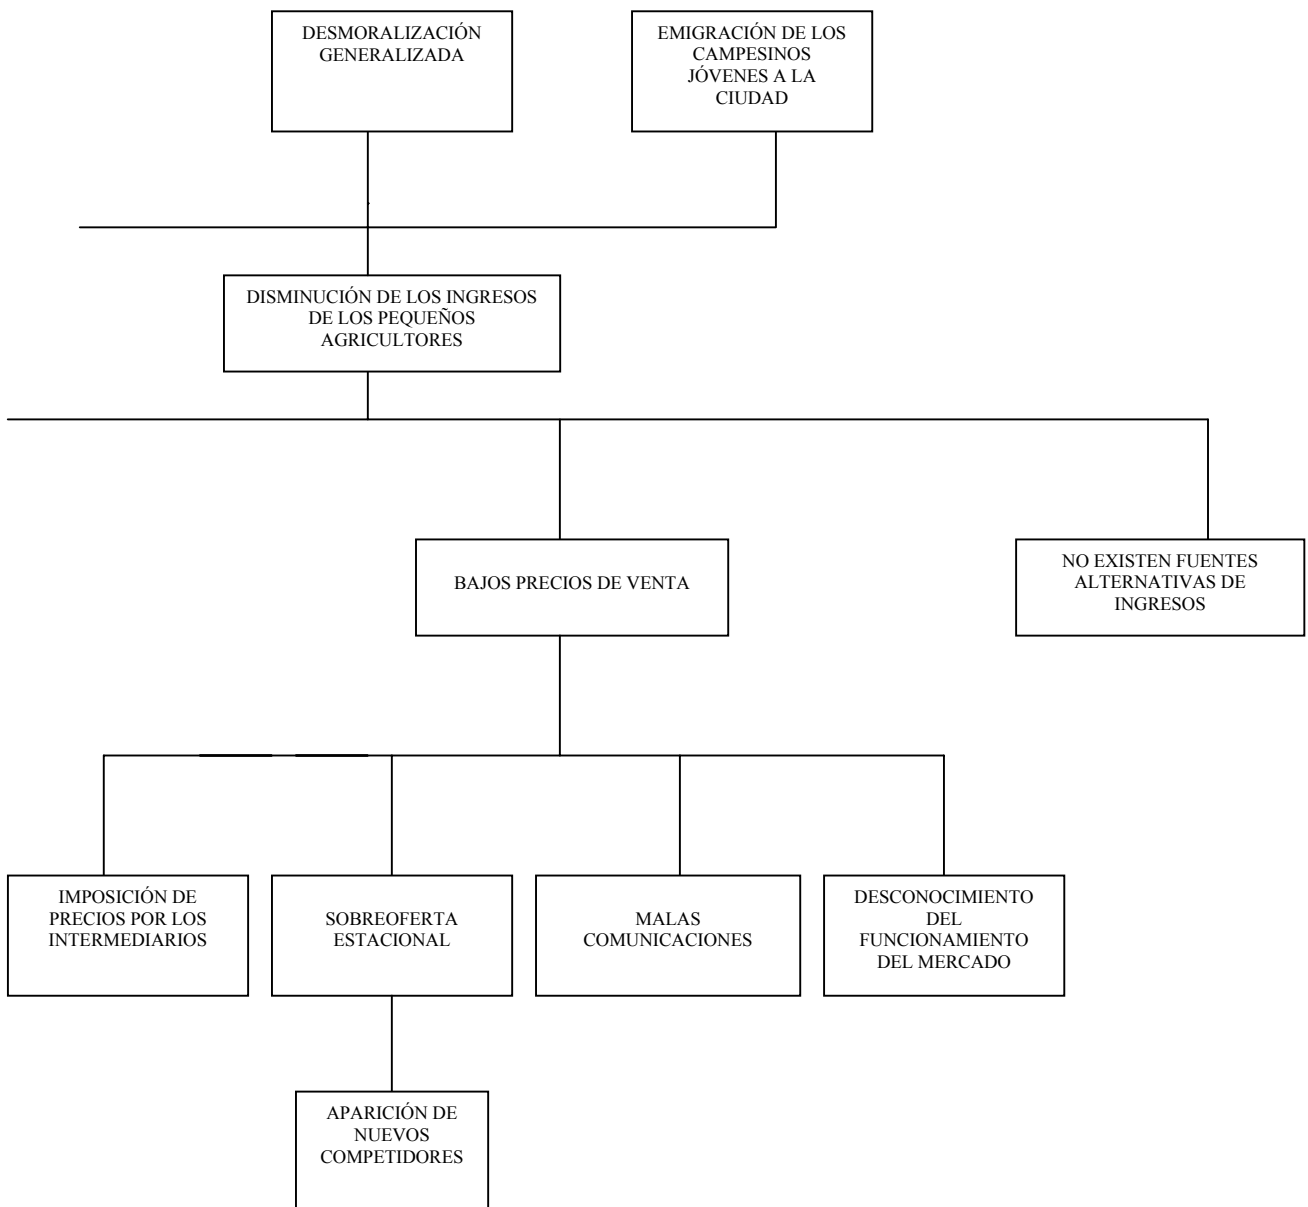 DESMORALIZACIÓN
GENERALIZADA
EMIGRACIÓN DE LOS
CAMPESINOS
JÓVENES A LA
CIUDAD
DISMINUCIÓN DE LOS INGRESOS
DE LOS PEQUEÑOS
AGRICULTORES
BAJOS PRECIOS DE VENTA
NO EXISTEN FUENTES
ALTERNATIVAS DE
INGRESOS
IMPOSICIÓN DE
PRECIOS POR LOS
INTERMEDIARIOS
SOBREOFERTA
ESTACIONAL
MALAS
COMUNICACIONES
DESCONOCIMIENTO
DEL
FUNCIONAMIENTO
DEL MERCADO
APARICIÓN DE
NUEVOS
COMPETIDORES